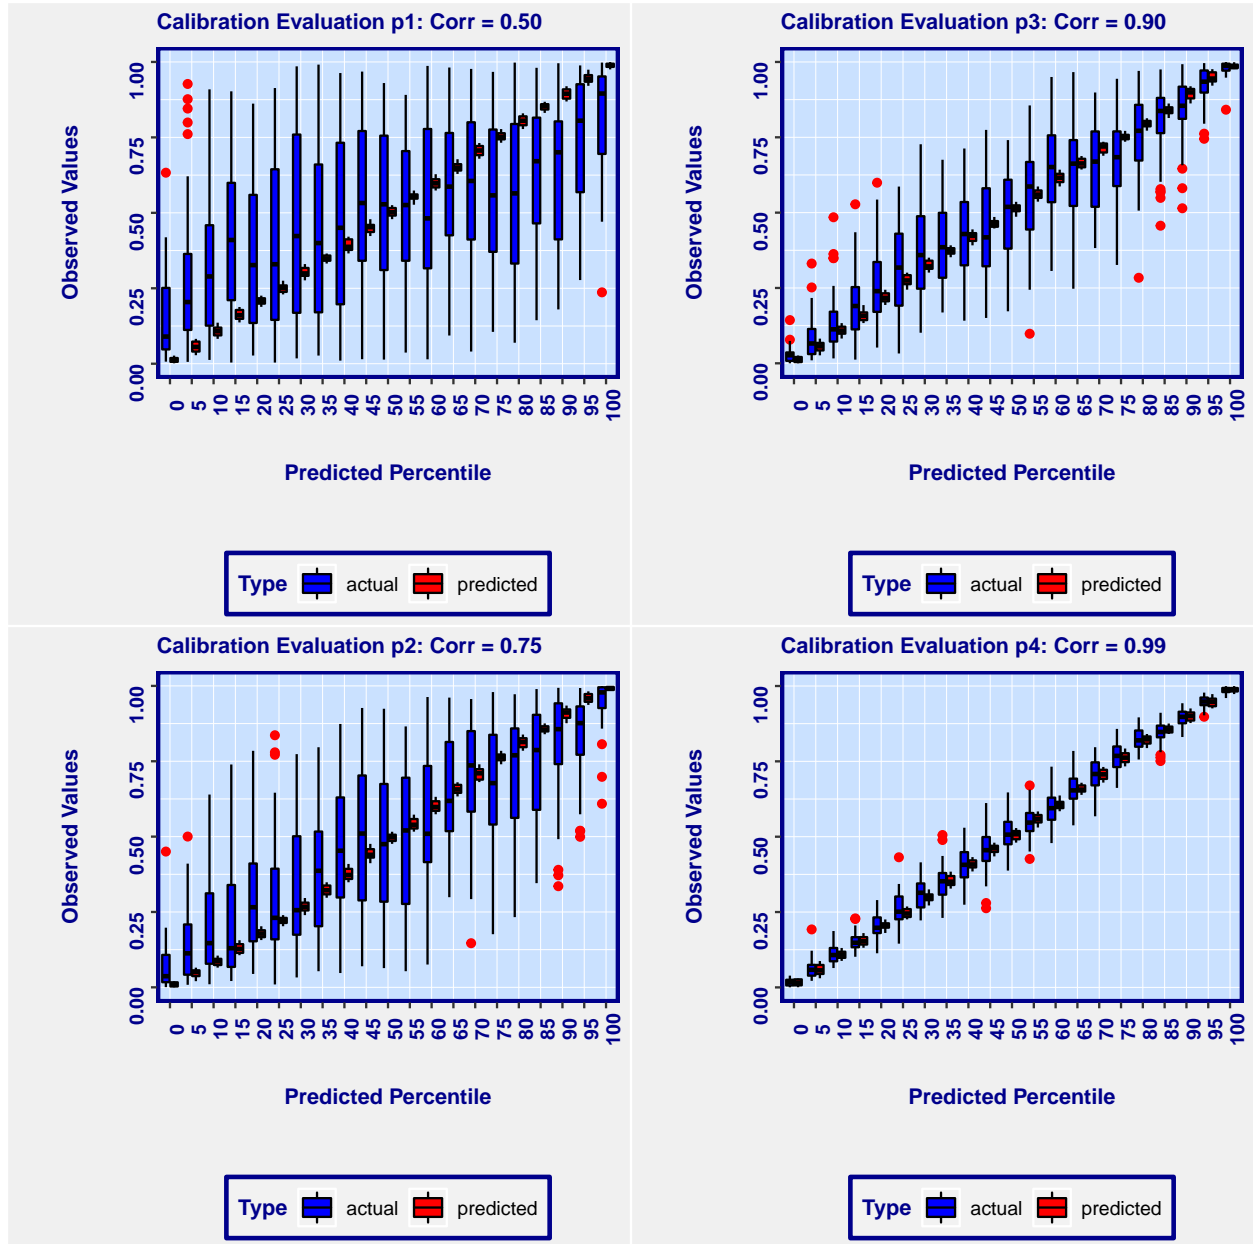 Calibration Evaluation p1: Corr = 0.50
Observed Values
1.00
0.75
0.50
0.25
0.00
0 5 10 15 20 25 30 35 40 45 50 55 60 65 70 75 80 85 90 95 100
Predicted Percentile
Type actual predicted
Calibration Evaluation p3: Corr = 0.90
Observed Values
1.00
0.75
0.50
0.25
0.00
0 5 10 15 20 25 30 35 40 45 50 55 60 65 70 75 80 85 90 95 100
Predicted Percentile
Type actual predicted
Calibration Evaluation p2: Corr = 0.75
Observed Values
1.00
0.75
0.50
0.25
0.00
0 5 10 15 20 25 30 35 40 45 50 55 60 65 70 75 80 85 90 95 100
Predicted Percentile
Type actual predicted
Calibration Evaluation p4: Corr = 0.99
Observed Values
1.00
0.75
0.50
0.25
0.00
0 5 10 15 20 25 30 35 40 45 50 55 60 65 70 75 80 85 90 95 100
Predicted Percentile
Type actual predicted